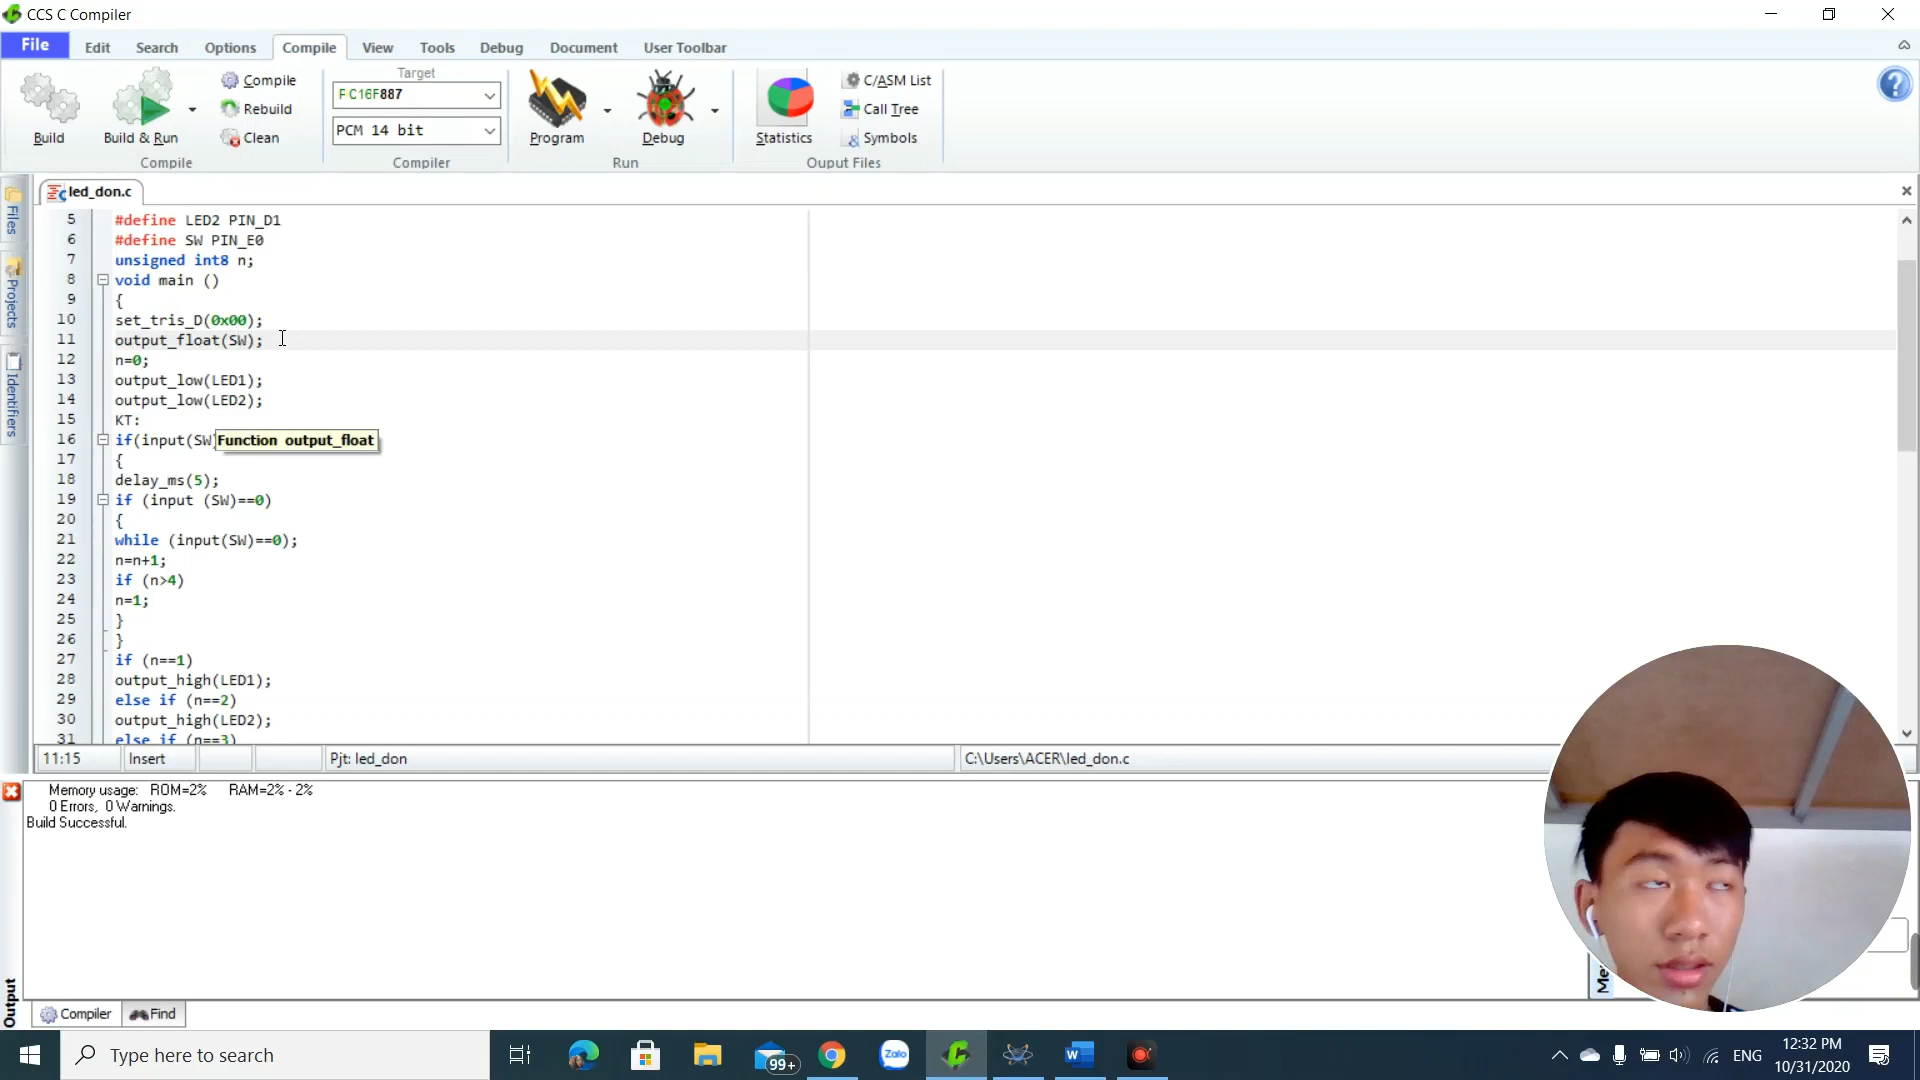 CCS C Compiler
File Edit Search Options Compile View Tools Debug Document User Toolbar
Build
Build & Run
Compile
Rebuild
Clean
Compile
Target
PIC16F887
PCM 14 bit
Compiler
Program
Debug
Run
Statistics
C/ASM List
Call Tree
Symbols
Ouput Files
Files
Projects
Identifiers
led_don.c
5 #define LED2 PIN_D1
6 #define SW PIN_E0
7 unsigned int8 n;
8 void main ()
9 {
10 set_tris_D(0x00);
11 output_float(SW);
12 n=0;
13 output_low(LED1);
14 output_low(LED2);
15 KT:
16 if(input(SW)
Function output_float
17 {
18 delay_ms(5);
19 if (input (SW)==0)
20 {
21 while (input(SW)==0);
22 n=n+1;
23 if (n>4)
24 n=1;
25 }
26 }
27 if (n==1)
28 output_high(LED1);
29 else if (n==2)
30 output_high(LED2);
31 else if (n==3)
11:15 Insert Pjt: led_don C:\Users\ACER\led_don.c
Memory usage: ROM=2% RAM=2% - 2%
0 Errors, 0 Warnings.
Build Successful.
Output
Compiler Find
Type here to search
99+
Zalo
ENG
12:32 PM
10/31/2020